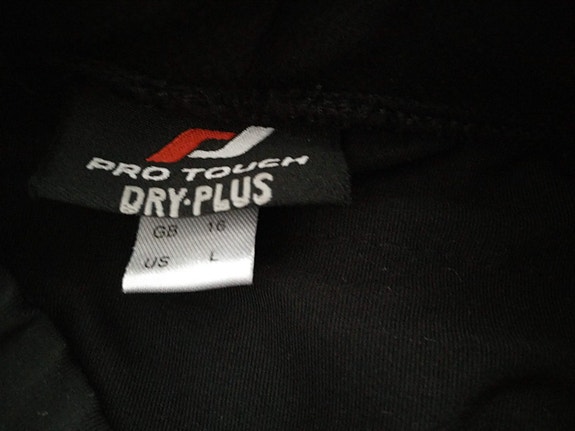 PRO TOUCH
DRY·PLUS
GB 16
US L